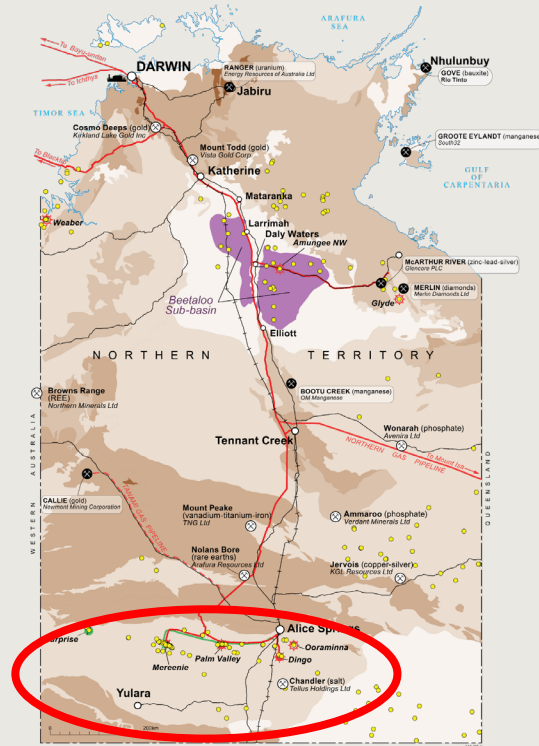 ARAFURA
SEA
To Bayu-undan
DARWIN
To Ichthys
RANGER (uranium)
Energy Resources of Australia Ltd
Jabiru
Nhulunbuy
GOVE (bauxite)
Rio Tinto
TIMOR SEA
Cosmo Deeps (gold)
Kirkland Lake Gold Inc
GROOTE EYLANDT (manganese
South32
Mount Todd (gold)
Vista Gold Corp
To Blacktip
Katherine
GULF
OF
CARPENTARIA
Mataranka
Weaber
Larrimah
Daly Waters
Amungee NW
McARTHUR RIVER (zinc-lead-silver)
Glencore PLC
MERLIN (diamonds)
Merlin Diamonds Ltd
Glyde
Beetaloo
Sub-basin
Elliott
NORTHERN TERRITORY
BOOTU CREEK (manganese)
OM Manganese
Browns Range
(REE)
Northern Minerals Ltd
Wonarah (phosphate)
Avenira Ltd
Tennant Creek
NORTHERN GAS PIPELINE
To Mount Isa
WESTERN AUSTRALIA
QUEENSLAND
CALLIE (gold)
Newmont Mining Corporation
TANAMI GAS PIPELINE
Mount Peake
(vanadium-titanium-iron)
TNG Ltd
Ammaroo (phosphate)
Verdant Minerals Ltd
Nolans Bore
(rare earths)
Arafura Resources Ltd
Jervois (copper-silver)
KGL Resources Ltd
Alice Springs
Ooraminna
Mereenie
Palm Valley
Dingo
Chandler (salt)
Tellus Holdings Ltd
Yulara
0 200km